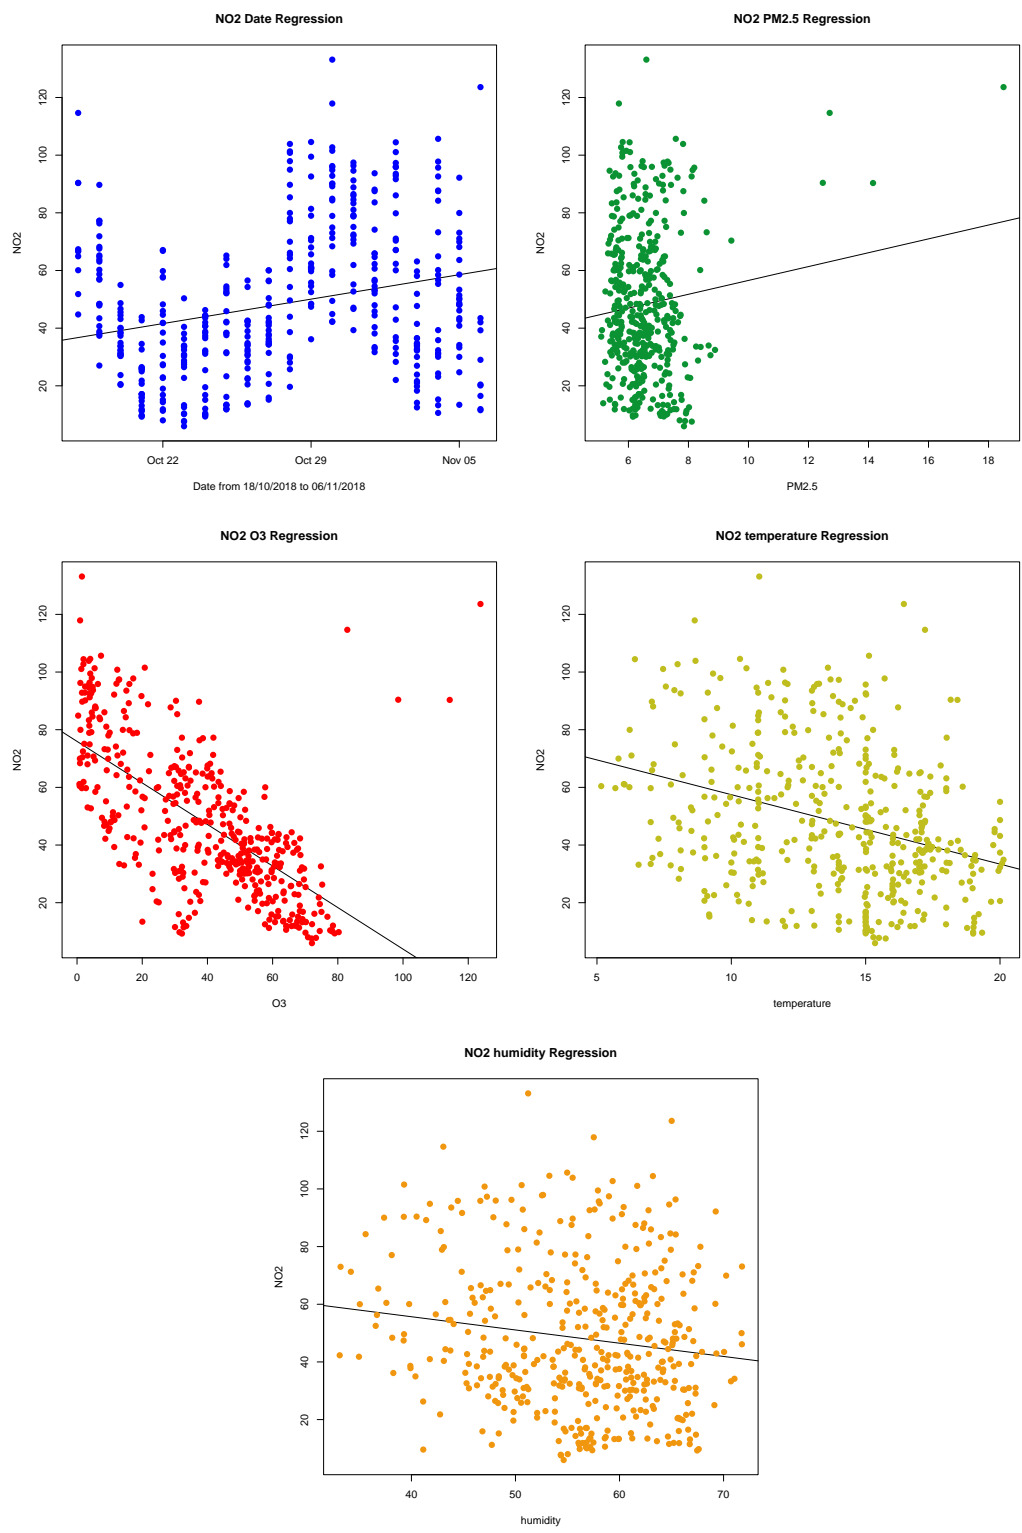 NO2 Date Regression
NO2
20 40 60 80 100 120
Oct 22 Oct 29 Nov 05
Date from 18/10/2018 to 06/11/2018
NO2 PM2.5 Regression
NO2
20 40 60 80 100 120
6 8 10 12 14 16 18
PM2.5
NO2 O3 Regression
NO2
20 40 60 80 100 120
0 20 40 60 80 100 120
O3
NO2 temperature Regression
NO2
20 40 60 80 100 120
5 10 15 20
temperature
NO2 humidity Regression
NO2
20 40 60 80 100 120
40 50 60 70
humidity